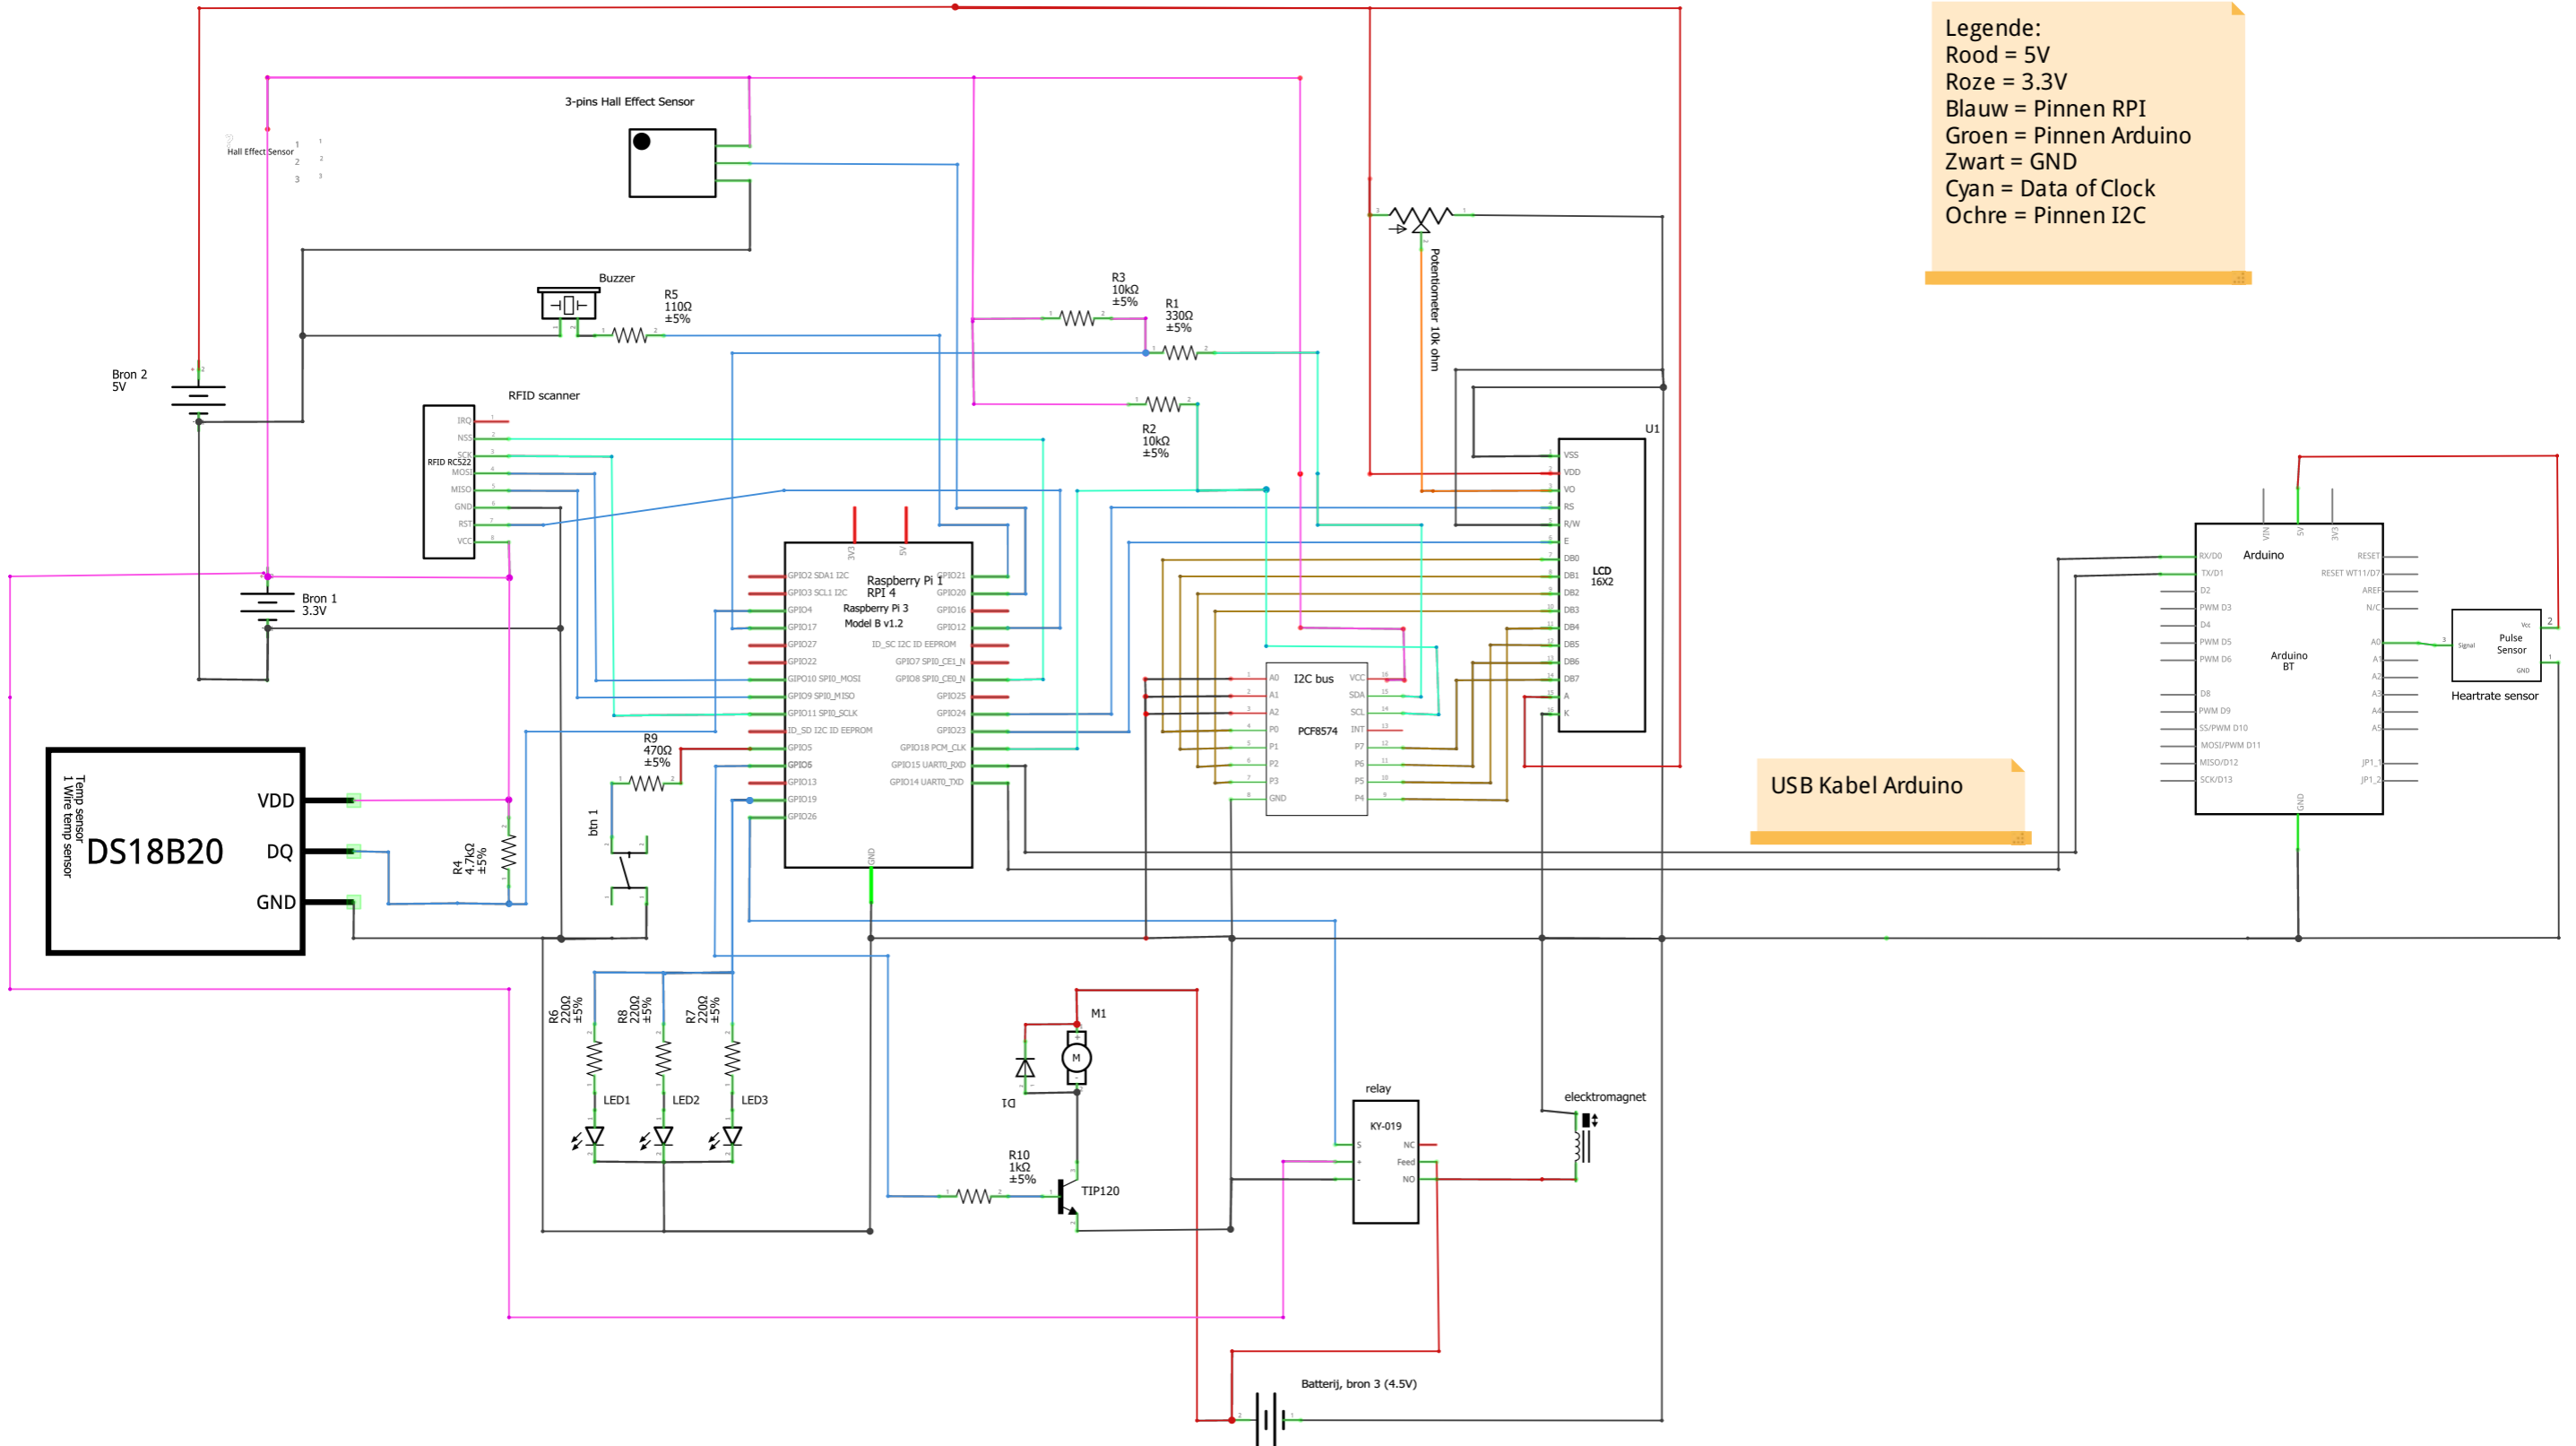 Legende:
Rood = 5V
Roze = 3.3V
Blauw = Pinnen RPI
Groen = Pinnen Arduino
Zwart = GND
Cyan = Data of Clock
Ochre = Pinnen I2C
3-pins Hall Effect Sensor
Hall Effect Sensor
1 1
2 2
3 3
Buzzer
R5
110Ω
±5%
R3
10kΩ
±5%
R1
330Ω
±5%
R2
10kΩ
±5%
Potentiometer 10k ohm
Bron 2
5V
RFID scanner
RFID RC522
IRQ
NSS
SCK
MOSI
MISO
GND
RST
VCC
Bron 1
3.3V
3V3
5V
Raspberry Pi 1
RPI 4
Raspberry Pi 3
Model B v1.2
GPIO2 SDA1 I2C
GPIO3 SCL1 I2C
GPIO4
GPIO17
GPIO27
GPIO22
GIPO10 SPI0_MOSI
GPIO9 SPI0_MISO
GPIO11 SPI0_SCLK
ID_SD I2C ID EEPROM
GPIO5
GPIO6
GPIO13
GPIO19
GPIO26
GPIO21
GPIO20
GPIO16
GPIO12
ID_SC I2C ID EEPROM
GPIO7 SPI0_CE1_N
GPIO8 SPI0_CE0_N
GPIO25
GPIO24
GPIO23
GPIO18 PCM_CLK
GPIO15 UART0_RXD
GPIO14 UART0_TXD
GND
I2C bus
PCF8574
A0
A1
A2
P0
P1
P2
P3
GND
VCC
SDA
SCL
INT
P7
P6
P5
P4
U1
LCD
16X2
VSS
VDD
VO
RS
R/W
E
DB0
DB1
DB2
DB3
DB4
DB5
DB6
DB7
A
K
Arduino
Arduino
BT
VIN
5V
3V3
RX/D0
TX/D1
D2
PWM D3
D4
PWM D5
PWM D6
D8
PWM D9
SS/PWM D10
MOSI/PWM D11
MISO/D12
SCK/D13
RESET
RESET WT11/D7
AREF
N/C
A0
A1
A2
A3
A4
A5
JP1_1
JP1_2
GND
Vcc
Signal
Pulse
Sensor
GND
Heartrate sensor
USB Kabel Arduino
Temp sensor
1 Wire temp sensor
DS18B20
VDD
DQ
GND
R4
4.7kΩ
±5%
R9
470Ω
±5%
btn 1
R6
220Ω
±5%
R8
220Ω
±5%
R7
220Ω
±5%
LED1
LED2
LED3
M1
M
D1
R10
1kΩ
±5%
TIP120
relay
KY-019
S
+
-
NC
Feed
NO
elecktromagnet
Batterij, bron 3 (4.5V)